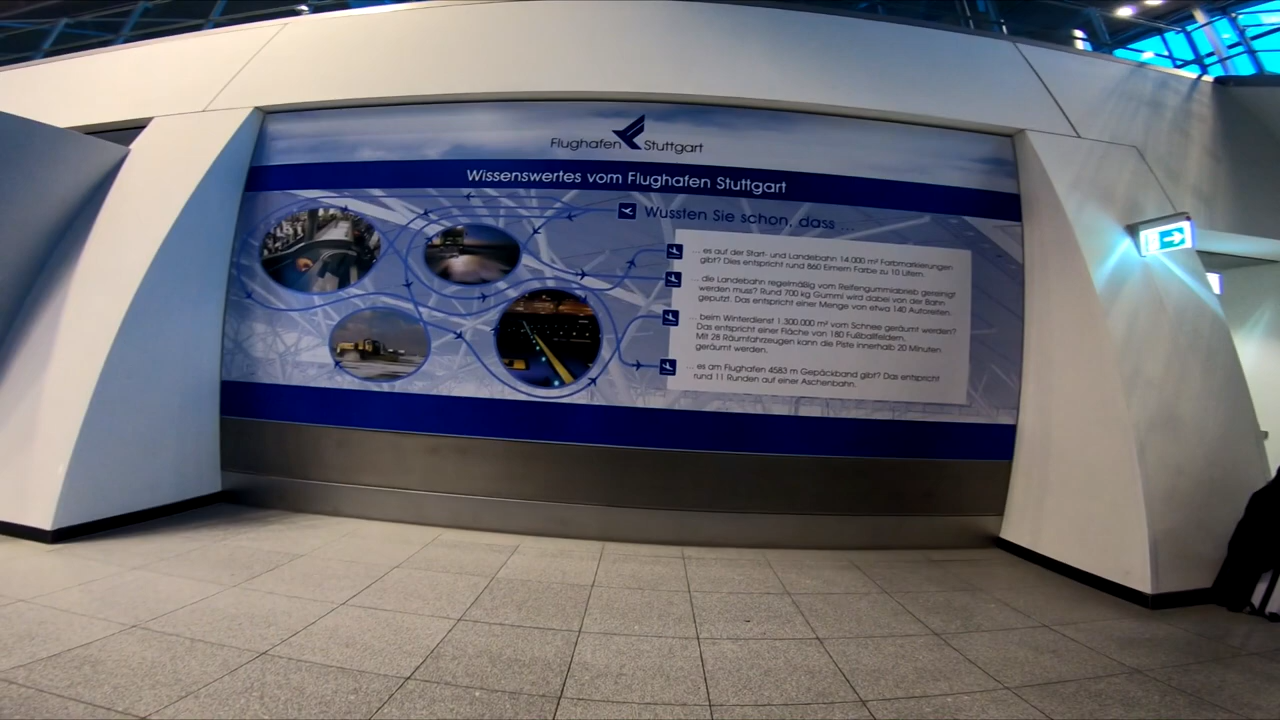 Flughafen Stuttgart
Wissenswertes vom Flughafen Stuttgart
Wussten Sie schon, dass ...
... es auf der Start- und Landebahn 14.000 m² Farbmarkierungen
gibt? Dies entspricht rund 860 Eimern Farbe zu 10 Litern.
... die Landebahn regelmäßig vom Reifengummiabrieb gereinigt
werden muss? Rund 700 kg Gummi wird dabei von der Bahn
geputzt. Das entspricht einer Menge von etwa 140 Autoreifen.
... beim Winterdienst 1.300.000 m² vom Schnee geräumt werden?
Das entspricht einer Fläche von 180 Fußballfeldern.
Mit 28 Räumfahrzeugen kann die Piste innerhalb 20 Minuten
geräumt werden.
... es am Flughafen 4583 m Gepäckband gibt? Das entspricht
rund 11 Runden auf einer Aschenbahn.